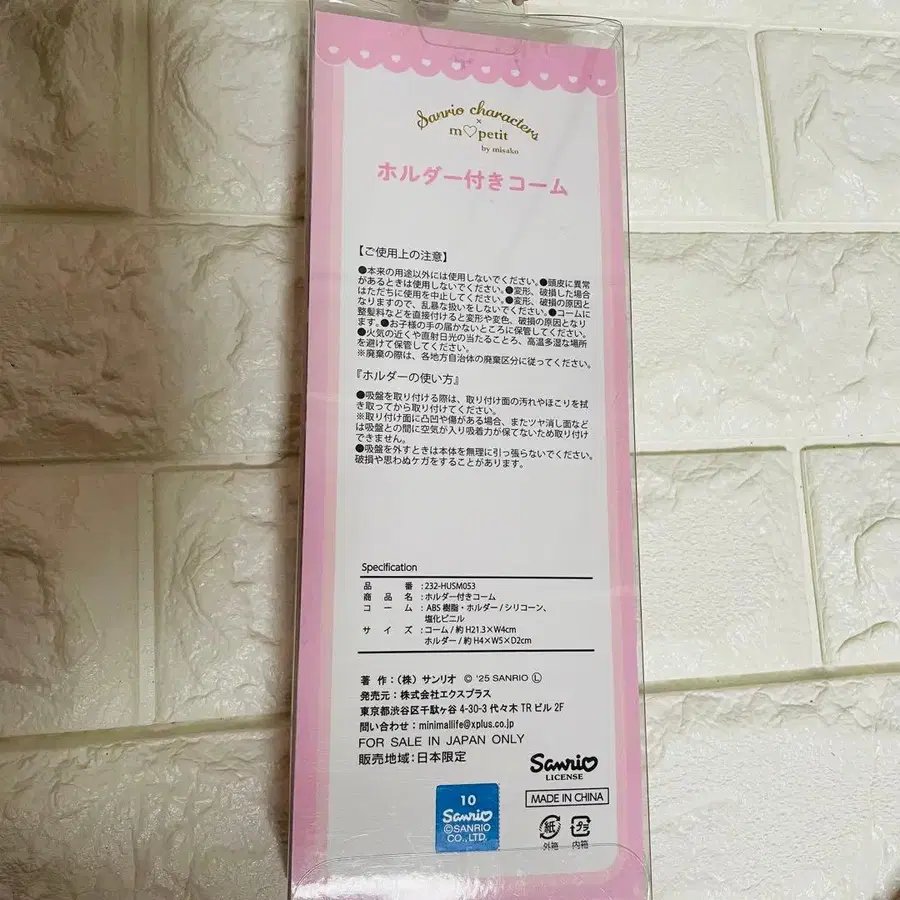 Sanrio characters
×
m♡petit
by misako
ホルダー付きコーム
【ご使用上の注意】
●本来の用途以外には使用しないでください。●頭皮に異常
があるときは使用しないでください。●変形、破損した場合
はただちに使用を中止してください。●変形、破損の原因と
なりますので、乱暴な扱いをしないでください。●コームに
整髪料などを直接付けると変形や変色、破損の原因となり
ます。●お子様の手の届かないところに保管してください。
●火気の近くや直射日光の当たることろ、高温多湿な場所
を避けて保管してください。
※廃棄の際は、各地方自治体の廃棄区分に従ってください。
『ホルダーの使い方』
●吸盤を取り付ける際は、取り付け面の汚れやほこりを拭
き取ってから取り付けてください。
※取り付け面に凸凹や傷がある場合、またツヤ消し面など
は吸盤との間に空気が入り吸着力が保てないため取り付け
できません。
●吸盤を外すときは本体を無理に引っ張らないでください。
破損や思わぬケガをすることがあります。
Specification
品番:232-HUSM053
商品名:ホルダー付きコーム
コーム:ABS樹脂・ホルダー/シリコーン、
塩化ビニル
サイズ:コーム/約H21.3×W4cm
ホルダー/約H4×W5×D2cm
著作:(株)サンリオ © '25 SANRIO Ⓛ
発売元:株式会社エクスプラス
東京都渋谷区千駄ヶ谷 4-30-3 代々木 TR ビル 2F
問い合わせ:minimallife@xplus.co.jp
FOR SALE IN JAPAN ONLY
販売地域:日本限定
Sanrio
LICENSE
MADE IN CHINA
10
Sanrio
©SANRIO
CO., LTD.
紙
外箱
プラ
内箱